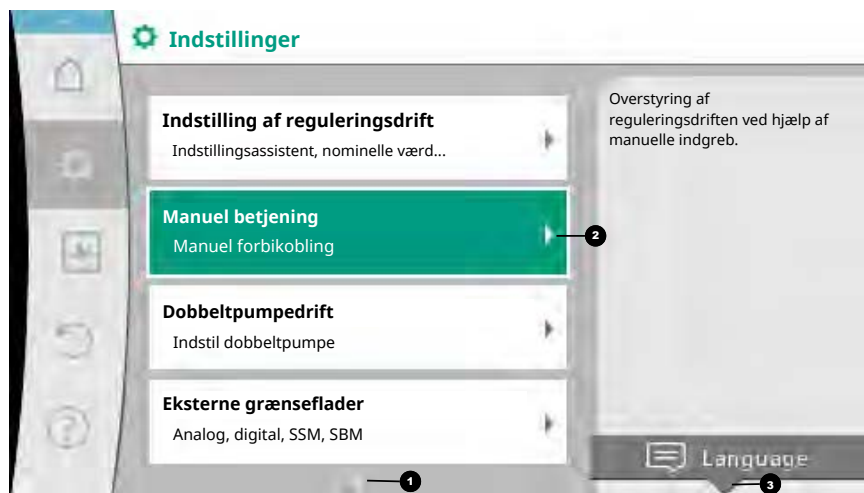 Indstillinger
Indstilling af reguleringsdrift
Indstillingsassistent, nominelle værd...
Manuel betjening
Manuel forbikobling
2
Dobbeltpumpedrift
Indstil dobbeltpumpe
Eksterne grænseflader
Analog, digital, SSM, SBM
1
Overstyring af
reguleringsdriften ved hjælp af
manuelle indgreb.
Language
3